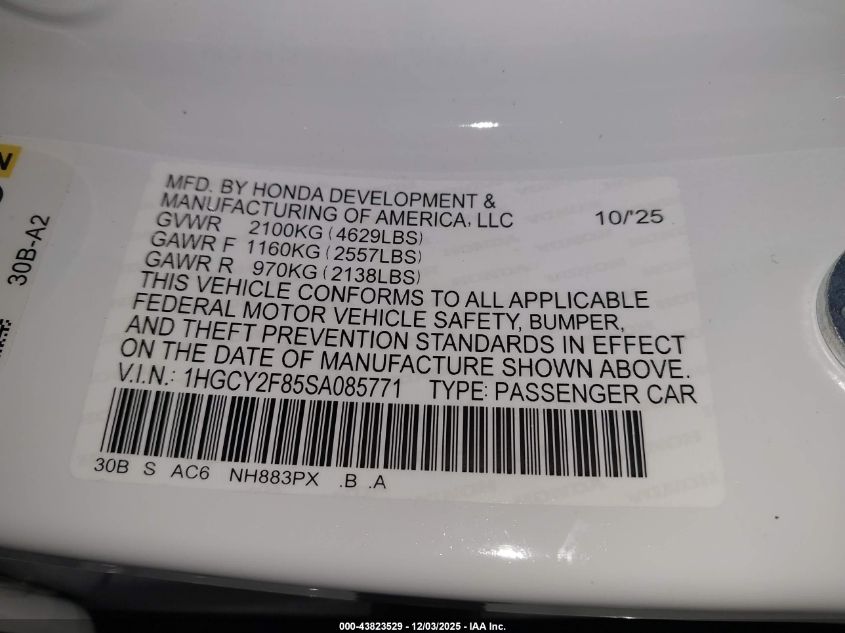 MFD. BY HONDA DEVELOPMENT &
MANUFACTURING OF AMERICA, LLC 10/'25
GVWR 2100KG (4629LBS)
GAWR F 1160KG (2557LBS)
GAWR R 970KG (2138LBS)
THIS VEHICLE CONFORMS TO ALL APPLICABLE
FEDERAL MOTOR VEHICLE SAFETY, BUMPER,
AND THEFT PREVENTION STANDARDS IN EFFECT
ON THE DATE OF MANUFACTURE SHOWN ABOVE.
V.I.N.: 1HGCY2F85SA085771 TYPE: PASSENGER CAR
30B S AC6 NH883PX .B .A
30B-A2
000-43823529 - 12/03/2025 - IAA Inc.